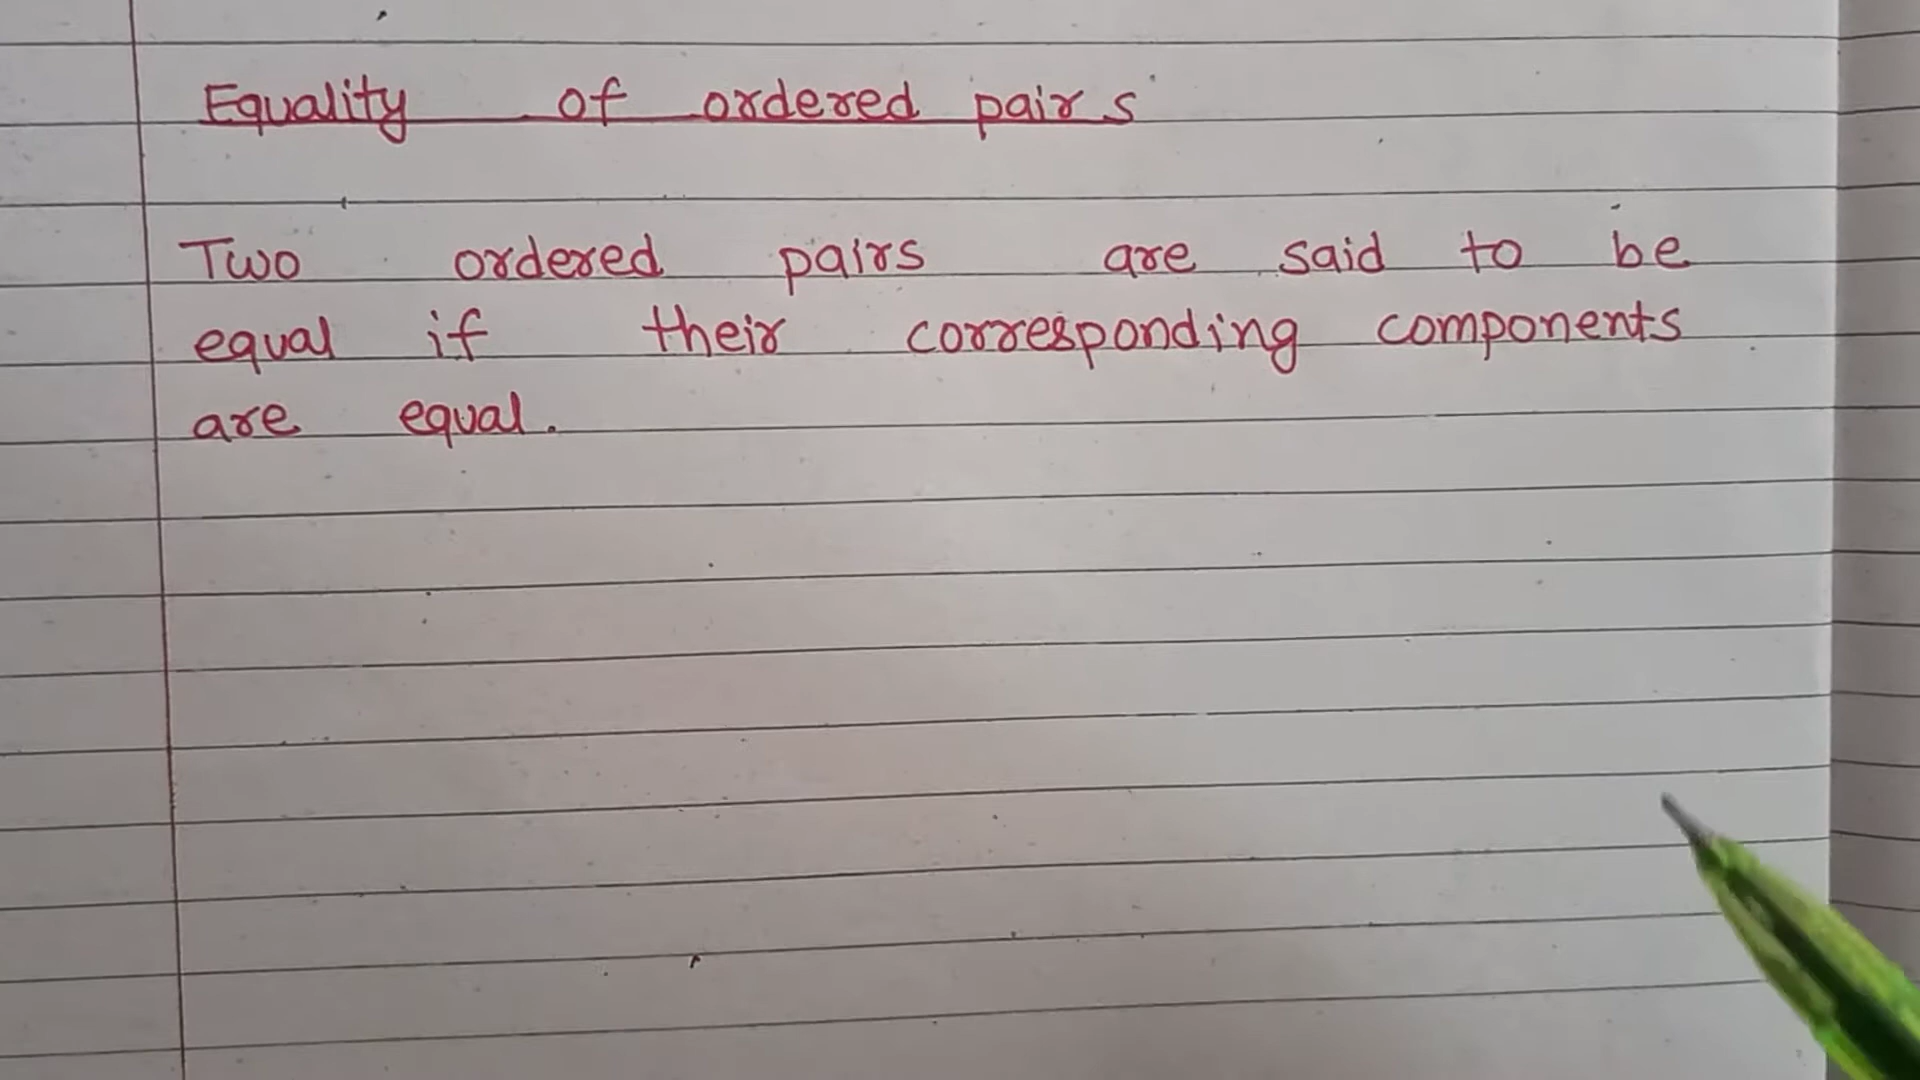 Equality of ordered pairs
Two ordered pairs are said to be
equal if their corresponding components
are equal.